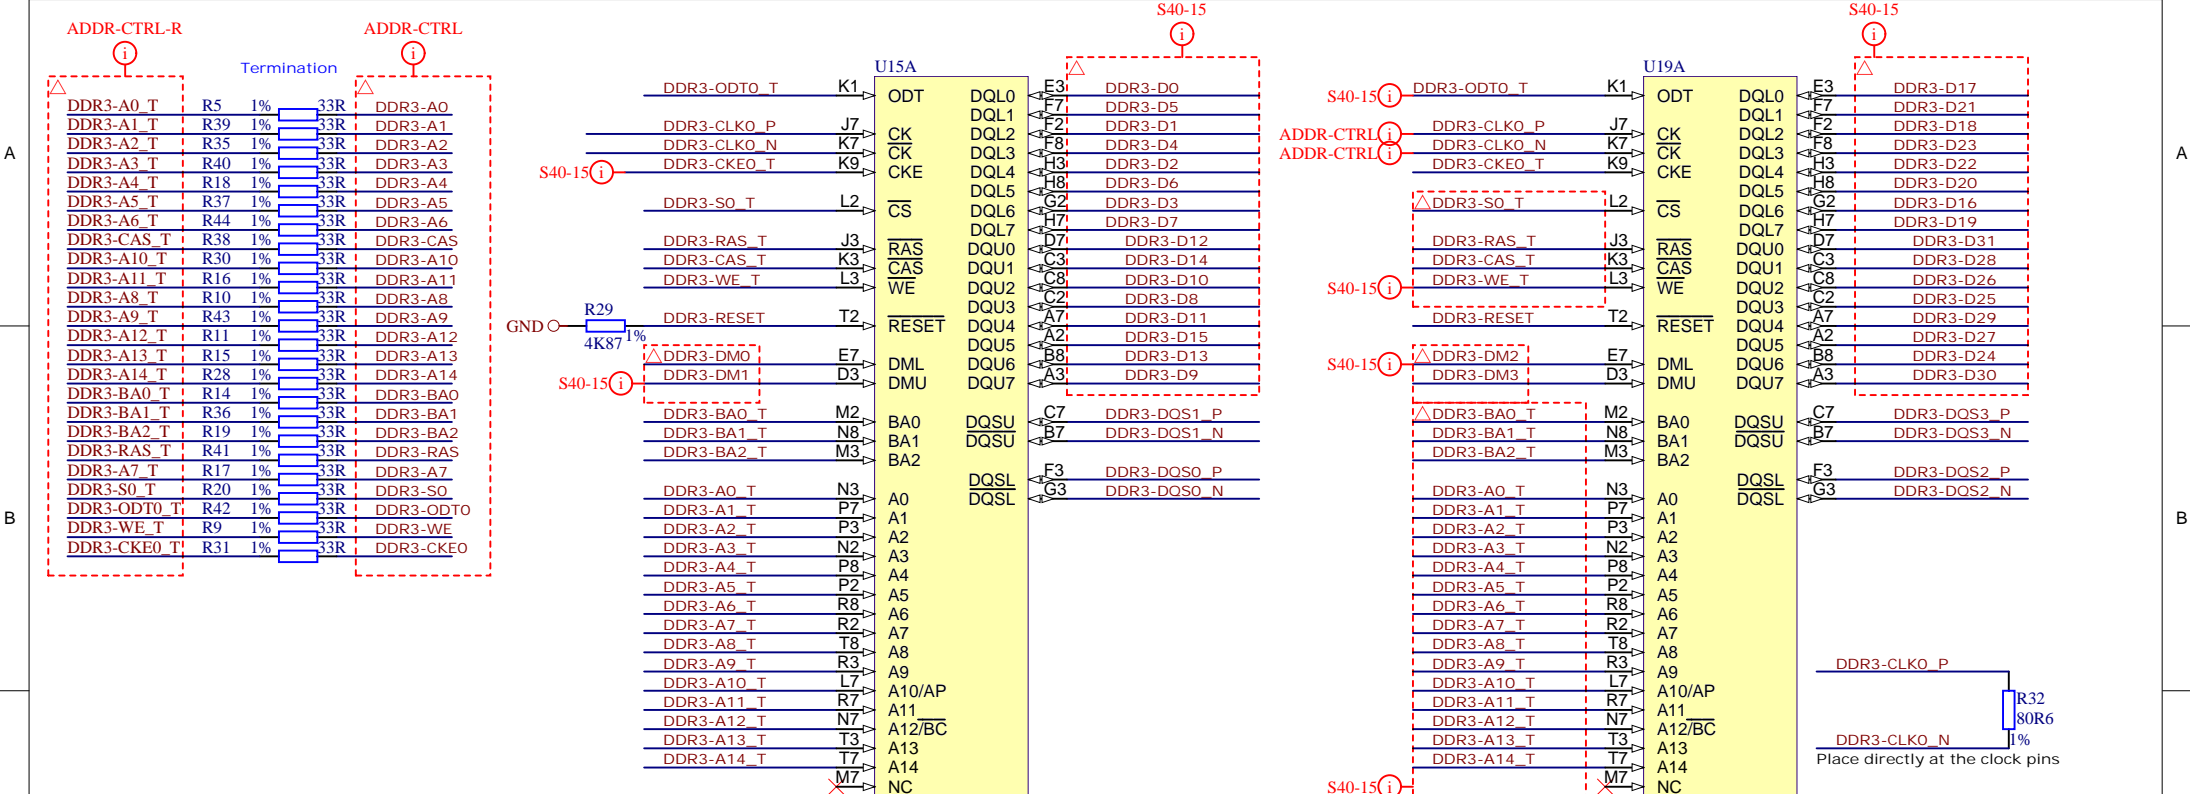 ADDR-CTRL-R
ADDR-CTRL
i
i
Termination
DDR3-A0_T R5 1% 33R DDR3-A0
DDR3-A1_T R39 1% 33R DDR3-A1
DDR3-A2_T R35 1% 33R DDR3-A2
DDR3-A3_T R40 1% 33R DDR3-A3
DDR3-A4_T R18 1% 33R DDR3-A4
DDR3-A5_T R37 1% 33R DDR3-A5
DDR3-A6_T R44 1% 33R DDR3-A6
DDR3-CAS_T R38 1% 33R DDR3-CAS
DDR3-A10_T R30 1% 33R DDR3-A10
DDR3-A11_T R16 1% 33R DDR3-A11
DDR3-A8_T R10 1% 33R DDR3-A8
DDR3-A9_T R43 1% 33R DDR3-A9
DDR3-A12_T R11 1% 33R DDR3-A12
DDR3-A13_T R15 1% 33R DDR3-A13
DDR3-A14_T R28 1% 33R DDR3-A14
DDR3-BA0_T R14 1% 33R DDR3-BA0
DDR3-BA1_T R36 1% 33R DDR3-BA1
DDR3-BA2_T R19 1% 33R DDR3-BA2
DDR3-RAS_T R41 1% 33R DDR3-RAS
DDR3-A7_T R17 1% 33R DDR3-A7
DDR3-S0_T R20 1% 33R DDR3-S0
DDR3-ODT0_T R42 1% 33R DDR3-ODT0
DDR3-WE_T R9 1% 33R DDR3-WE
DDR3-CKE0_T R31 1% 33R DDR3-CKE0
A
B
S40-15
i
U15A
DDR3-ODT0_T K1 ODT DQL0 E3 DDR3-D0
DQL1 F7 DDR3-D5
DDR3-CLK0_P J7 CK DQL2 F2 DDR3-D1
DDR3-CLK0_N K7 CK DQL3 F8 DDR3-D4
S40-15 i DDR3-CKE0_T K9 CKE DQL4 H3 DDR3-D2
DQL5 H8 DDR3-D6
DDR3-S0_T L2 CS DQL6 G2 DDR3-D3
DQL7 H7 DDR3-D7
DDR3-RAS_T J3 RAS DQU0 D7 DDR3-D12
DDR3-CAS_T K3 CAS DQU1 C3 DDR3-D14
DDR3-WE_T L3 WE DQU2 C8 DDR3-D10
DQU3 C2 DDR3-D8
GND R29 4K87 1% DDR3-RESET T2 RESET DQU4 A7 DDR3-D11
DQU5 A2 DDR3-D15
DDR3-DM0 E7 DML DQU6 B8 DDR3-D13
S40-15 i DDR3-DM1 D3 DMU DQU7 A3 DDR3-D9
DDR3-BA0_T M2 BA0 DQSU C7 DDR3-DQS1_P
DDR3-BA1_T N8 BA1 DQSU B7 DDR3-DQS1_N
DDR3-BA2_T M3 BA2
DQSL F3 DDR3-DQS0_P
DDR3-A0_T N3 A0 DQSL G3 DDR3-DQS0_N
DDR3-A1_T P7 A1
DDR3-A2_T P3 A2
DDR3-A3_T N2 A3
DDR3-A4_T P8 A4
DDR3-A5_T P2 A5
DDR3-A6_T R8 A6
DDR3-A7_T R2 A7
DDR3-A8_T T8 A8
DDR3-A9_T R3 A9
DDR3-A10_T L7 A10/AP
DDR3-A11_T R7 A11
DDR3-A12_T N7 A12/BC
DDR3-A13_T T3 A13
DDR3-A14_T T7 A14
M7 NC
S40-15
i
U19A
S40-15 i DDR3-ODT0_T K1 ODT DQL0 E3 DDR3-D17
DQL1 F7 DDR3-D21
ADDR-CTRL i DDR3-CLK0_P J7 CK DQL2 F2 DDR3-D18
ADDR-CTRL i DDR3-CLK0_N K7 CK DQL3 F8 DDR3-D23
DDR3-CKE0_T K9 CKE DQL4 H3 DDR3-D22
DQL5 H8 DDR3-D20
DDR3-S0_T L2 CS DQL6 G2 DDR3-D16
DQL7 H7 DDR3-D19
DDR3-RAS_T J3 RAS DQU0 D7 DDR3-D31
DDR3-CAS_T K3 CAS DQU1 C3 DDR3-D28
S40-15 i DDR3-WE_T L3 WE DQU2 C8 DDR3-D26
DQU3 C2 DDR3-D25
DDR3-RESET T2 RESET DQU4 A7 DDR3-D29
DQU5 A2 DDR3-D27
S40-15 i DDR3-DM2 E7 DML DQU6 B8 DDR3-D24
DDR3-DM3 D3 DMU DQU7 A3 DDR3-D30
DDR3-BA0_T M2 BA0 DQSU C7 DDR3-DQS3_P
DDR3-BA1_T N8 BA1 DQSU B7 DDR3-DQS3_N
DDR3-BA2_T M3 BA2
DQSL F3 DDR3-DQS2_P
DDR3-A0_T N3 A0 DQSL G3 DDR3-DQS2_N
DDR3-A1_T P7 A1
DDR3-A2_T P3 A2
DDR3-A3_T N2 A3
DDR3-A4_T P8 A4
DDR3-A5_T P2 A5
DDR3-A6_T R8 A6
DDR3-A7_T R2 A7
DDR3-A8_T T8 A8
DDR3-A9_T R3 A9
DDR3-A10_T L7 A10/AP
DDR3-A11_T R7 A11
DDR3-A12_T N7 A12/BC
DDR3-A13_T T3 A13
DDR3-A14_T T7 A14
S40-15 i M7 NC
DDR3-CLK0_P
R32
80R6
1%
DDR3-CLK0_N
Place directly at the clock pins
A
B